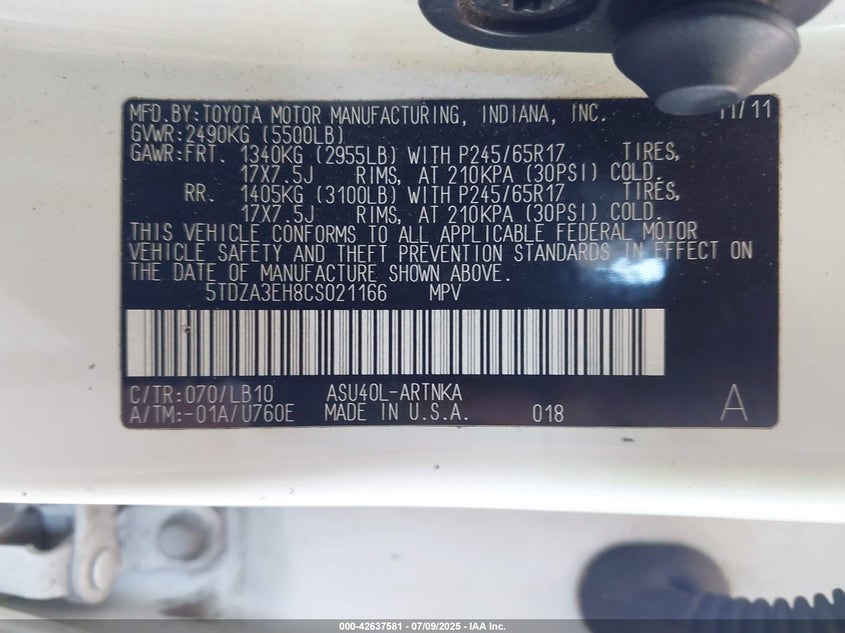 MFD.BY:TOYOTA MOTOR MANUFACTURING, INDIANA, INC. 11/11
GVWR:2490KG (5500LB)
GAWR:FRT. 1340KG (2955LB) WITH P245/65R17 TIRES,
17X7.5J RIMS, AT 210KPA (30PSI) COLD.
RR. 1405KG (3100LB) WITH P245/65R17 TIRES,
17X7.5J RIMS, AT 210KPA (30PSI) COLD.
THIS VEHICLE CONFORMS TO ALL APPLICABLE FEDERAL MOTOR
VEHICLE SAFETY AND THEFT PREVENTION STANDARDS IN EFFECT ON
THE DATE OF MANUFACTURE SHOWN ABOVE.
5TDZA3EH8CS021166 MPV
C/TR:070/LB10 ASU40L-ARTNKA
A/TM:-01A/U760E MADE IN U.S.A. 018 A
000-42637581 - 07/09/2025 - IAA Inc.